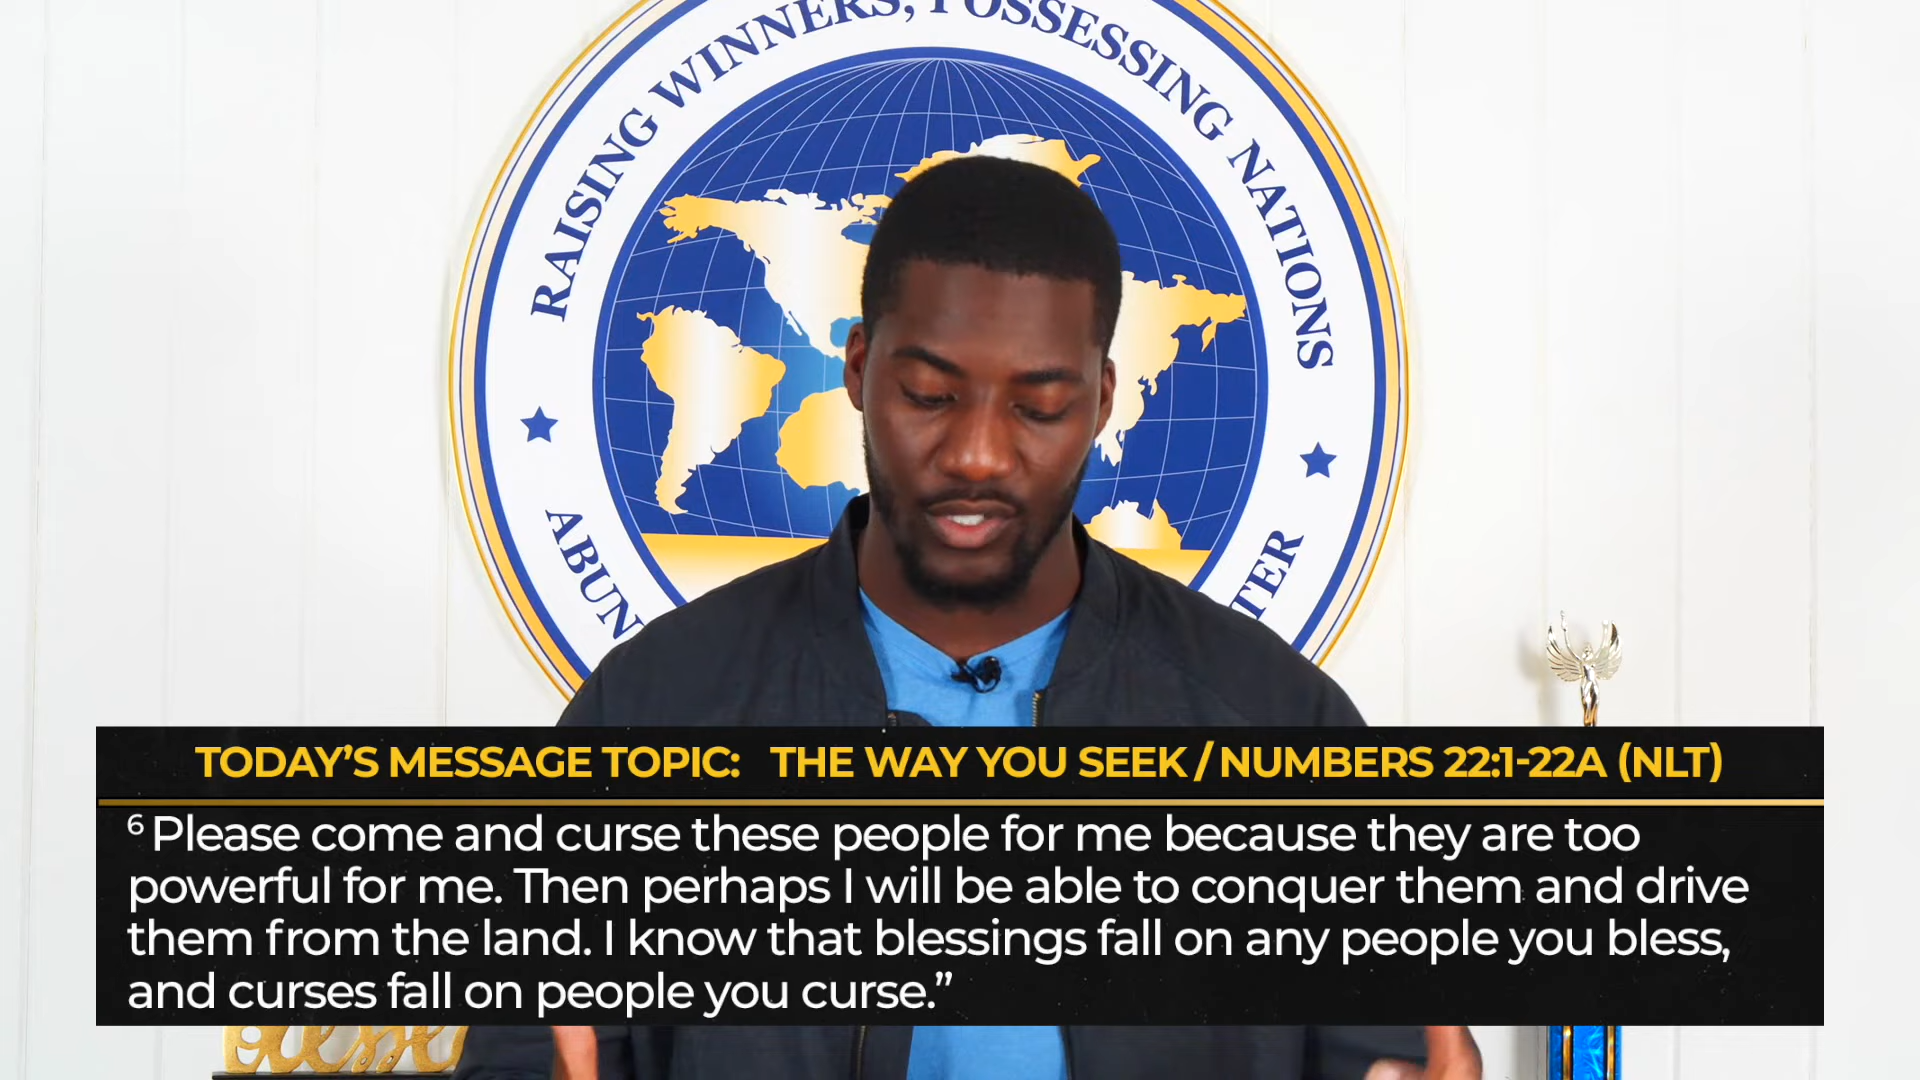 RAISING WINNERS, POSSESSING NATIONS
TODAY’S MESSAGE TOPIC: THE WAY YOU SEEK / NUMBERS 22:1-22A (NLT)
6 Please come and curse these people for me because they are too
powerful for me. Then perhaps I will be able to conquer them and drive
them from the land. I know that blessings fall on any people you bless,
and curses fall on people you curse.”